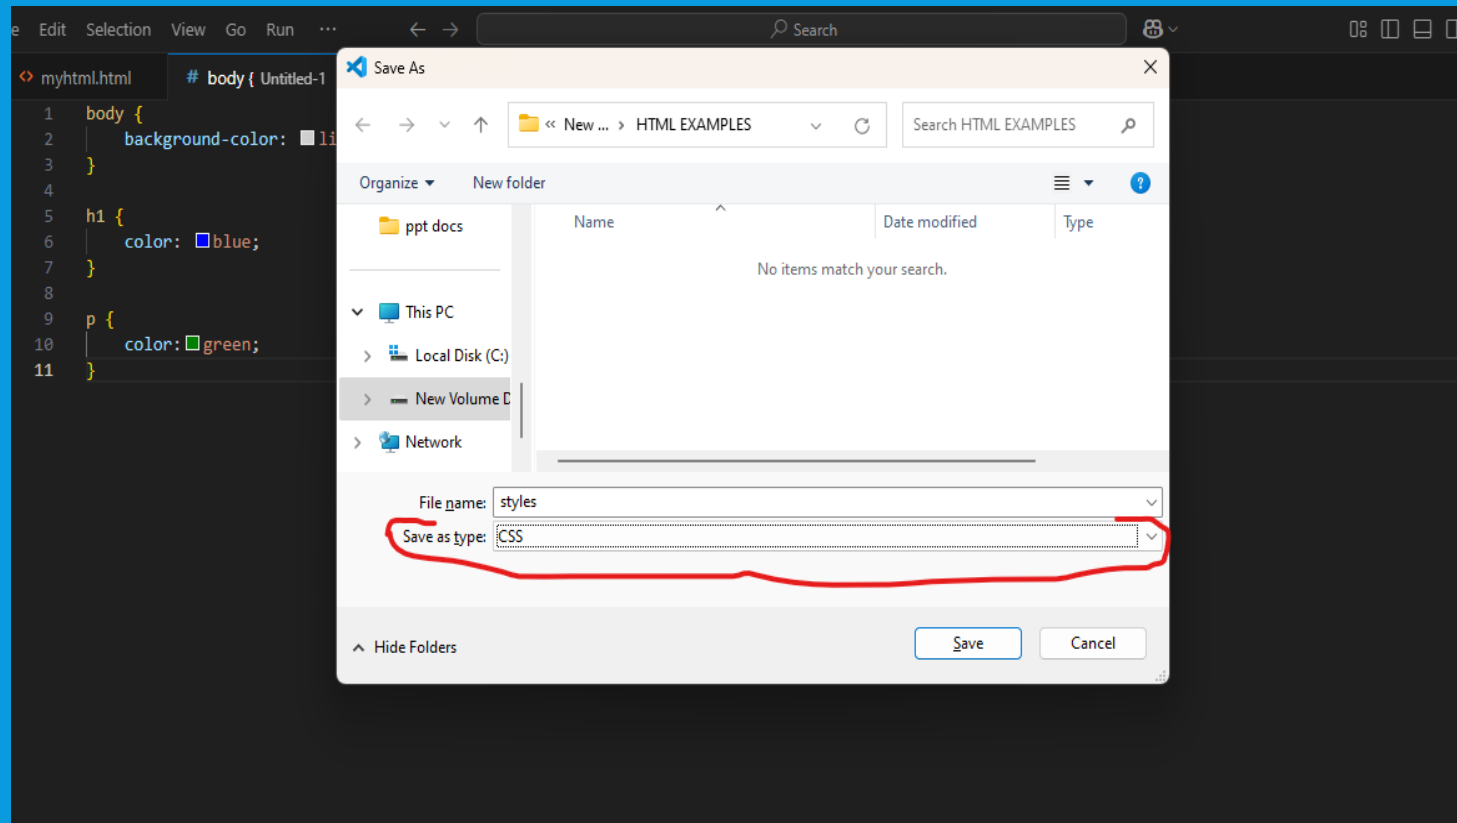 e Edit Selection View Go Run ··· Search
myhtml.html # body { Untitled-1
1 body {
2 background-color: li
3 }
4
5 h1 {
6 color: blue;
7 }
8
9 p {
10 color: green;
11 }
Save As
« New ... › HTML EXAMPLES
Search HTML EXAMPLES
Organize
New folder
?
ppt docs
This PC
Local Disk (C:)
New Volume D
Network
Name Date modified Type
No items match your search.
File name: styles
Save as type: CSS
Hide Folders
Save
Cancel